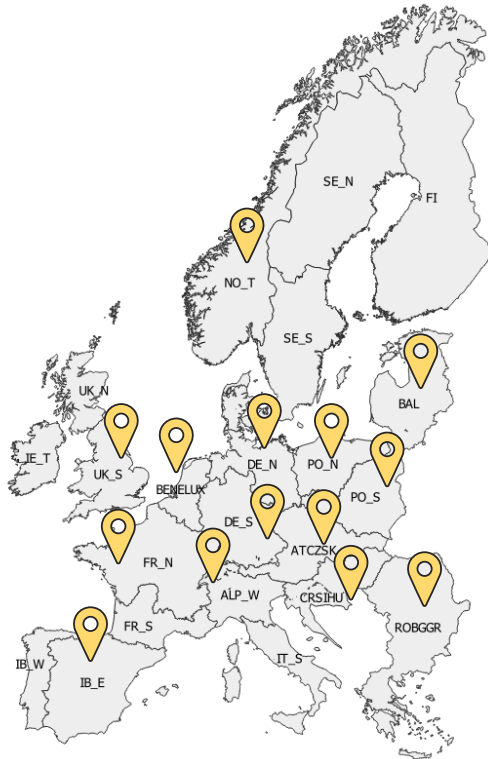 SE_N
FI
NO_T
SE_S
UK_N
BAL
IE_T
UK_S
BENELUX
DE_N
PO_N
PO_S
DE_S
ATCZSK
FR_N
ALP_W
CRSIHU
ROBGGR
FR_S
IB_W
IB_E
IT_S